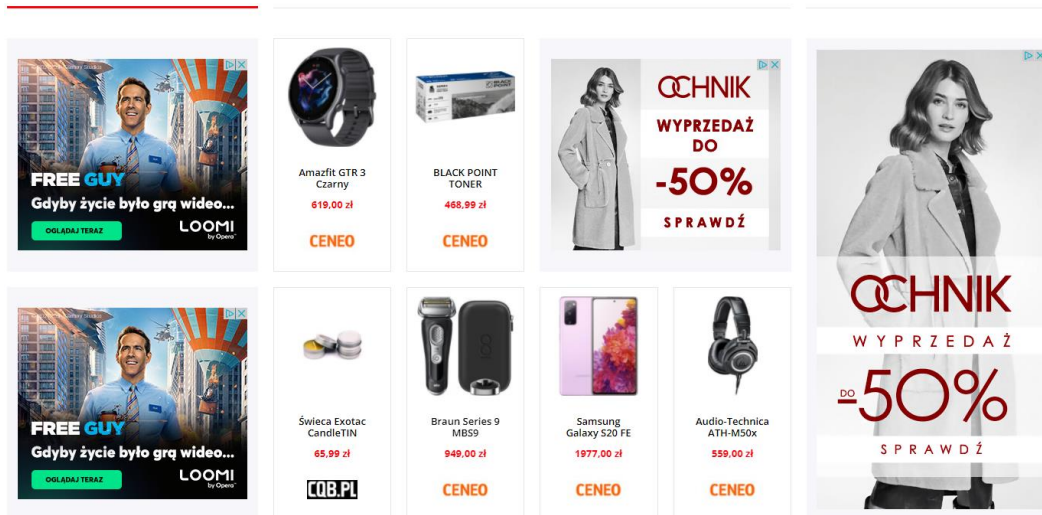 FREE GUY
Gdyby życie było grą wideo...
OGLĄDAJ TERAZ
LOOMI
by Opera
Amazfit GTR 3
Czarny
619,00 zł
CENEO
BLACK POINT
TONER
468,99 zł
CENEO
OCHNIK
WYPRZEDAŻ
DO
-50%
SPRAWDŹ
OCHNIK
WYPRZEDAŻ
DO
-50%
SPRAWDŹ
FREE GUY
Gdyby życie było grą wideo...
OGLĄDAJ TERAZ
LOOMI
by Opera
Świeca Exotac
CandleTIN
65,99 zł
CQB.PL
Braun Series 9
MBS9
949,00 zł
CENEO
Samsung
Galaxy S20 FE
1977,00 zł
CENEO
Audio-Technica
ATH-M50x
559,00 zł
CENEO